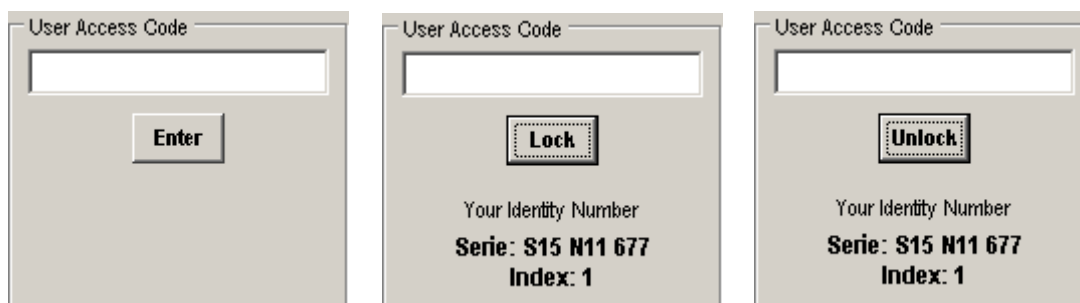 User Access Code
Enter
User Access Code
Lock
Your Identity Number
Serie: S15 N11 677
Index: 1
User Access Code
Unlock
Your Identity Number
Serie: S15 N11 677
Index: 1